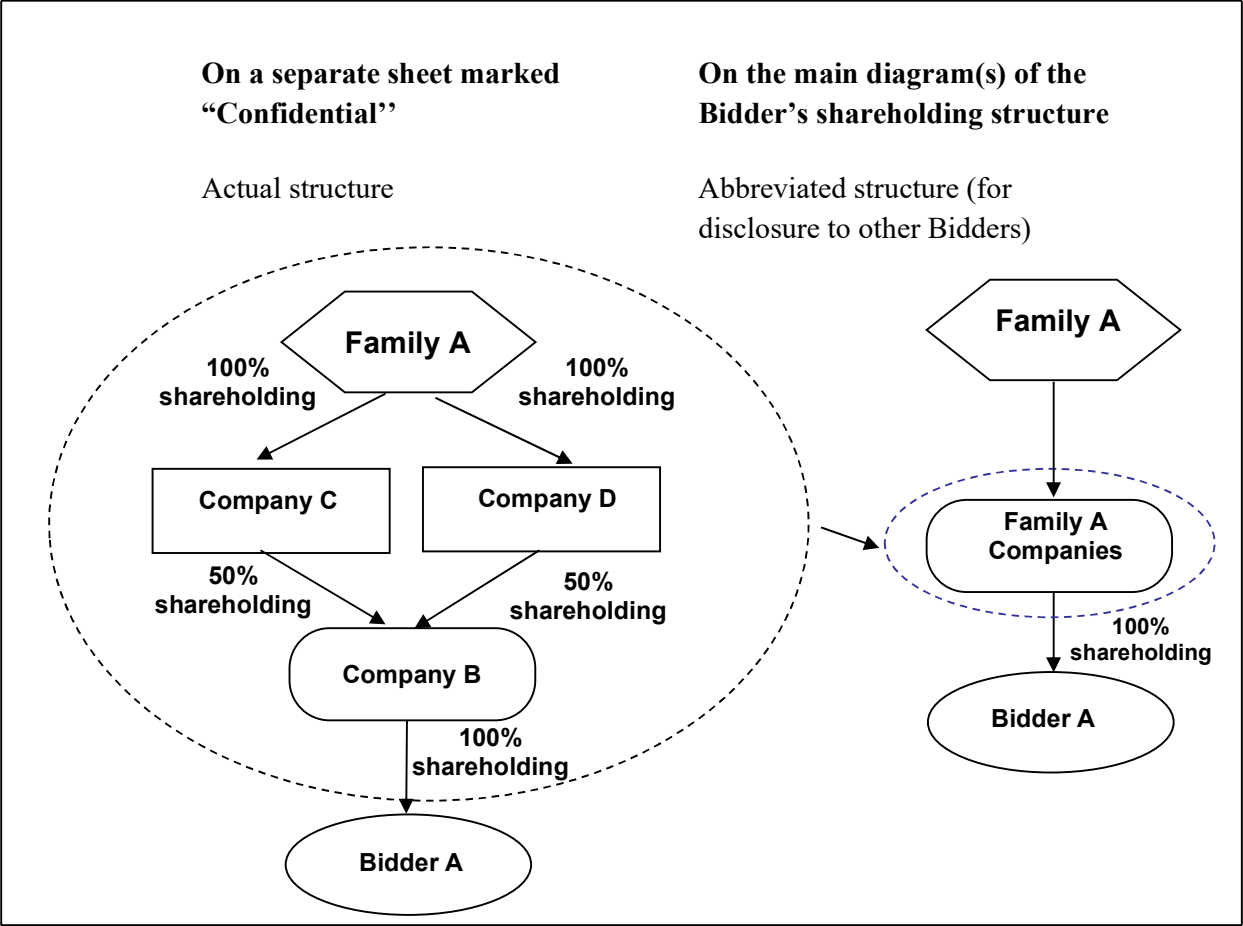 On a separate sheet marked
“Confidential’’
Actual structure
Family A
100%
shareholding
100%
shareholding
Company C
Company D
50%
shareholding
50%
shareholding
Company B
100%
shareholding
Bidder A
On the main diagram(s) of the
Bidder’s shareholding structure
Abbreviated structure (for
disclosure to other Bidders)
Family A
Family A
Companies
100%
shareholding
Bidder A